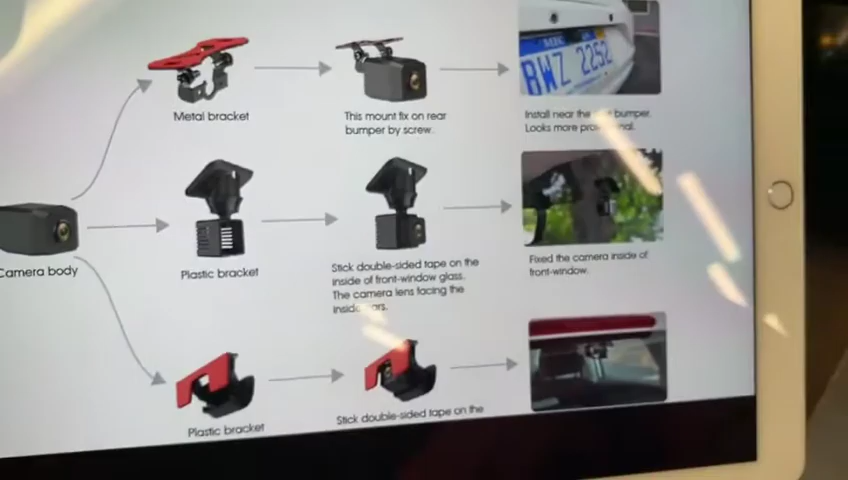 Metal bracket
This mount fix on rear
bumper by screw.
BWZ 2252
Install near the bumper.
Looks more
Camera body
Plastic bracket
Stick double-sided tape on the
inside of front-window glass.
The camera lens facing the
inside
Fixed the camera inside of
front-window.
Plastic bracket
Stick double-sided tape on the